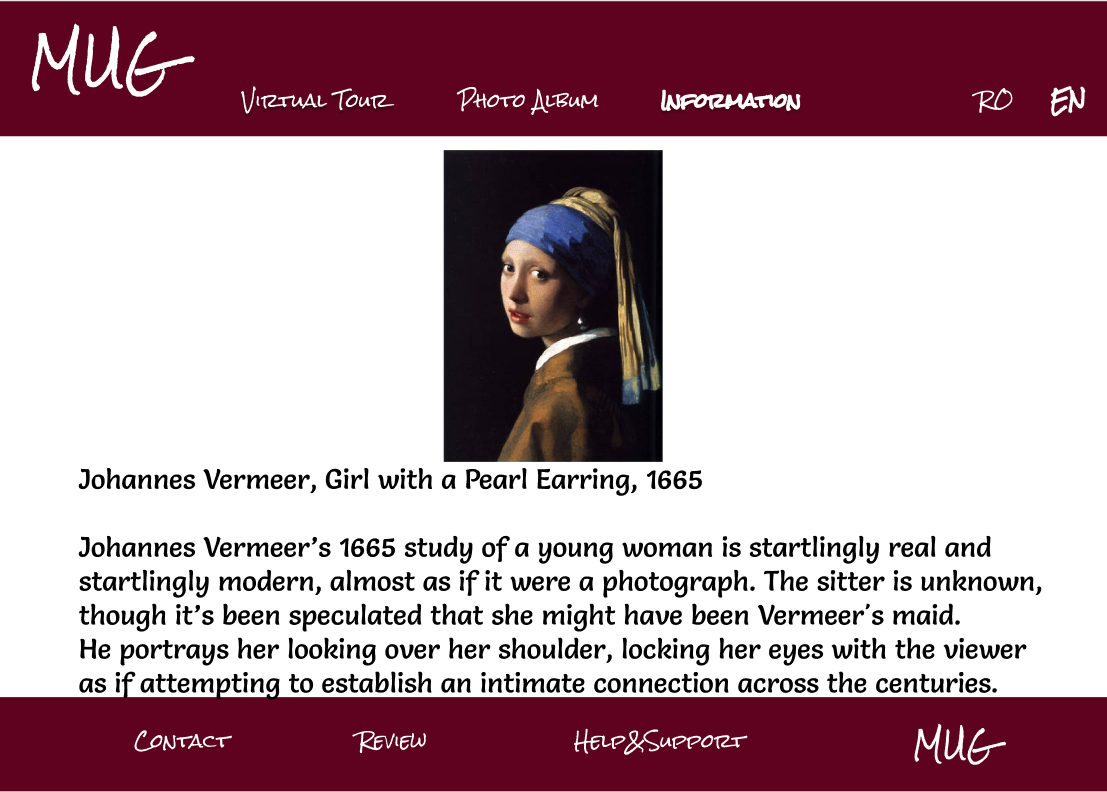 MUG
Virtual Tour Photo Album Information RO EN
Johannes Vermeer, Girl with a Pearl Earring, 1665
Johannes Vermeer’s 1665 study of a young woman is startlingly real and
startlingly modern, almost as if it were a photograph. The sitter is unknown,
though it’s been speculated that she might have been Vermeer's maid.
He portrays her looking over her shoulder, locking her eyes with the viewer
as if attempting to establish an intimate connection across the centuries.
Contact Review Help&Support MUG